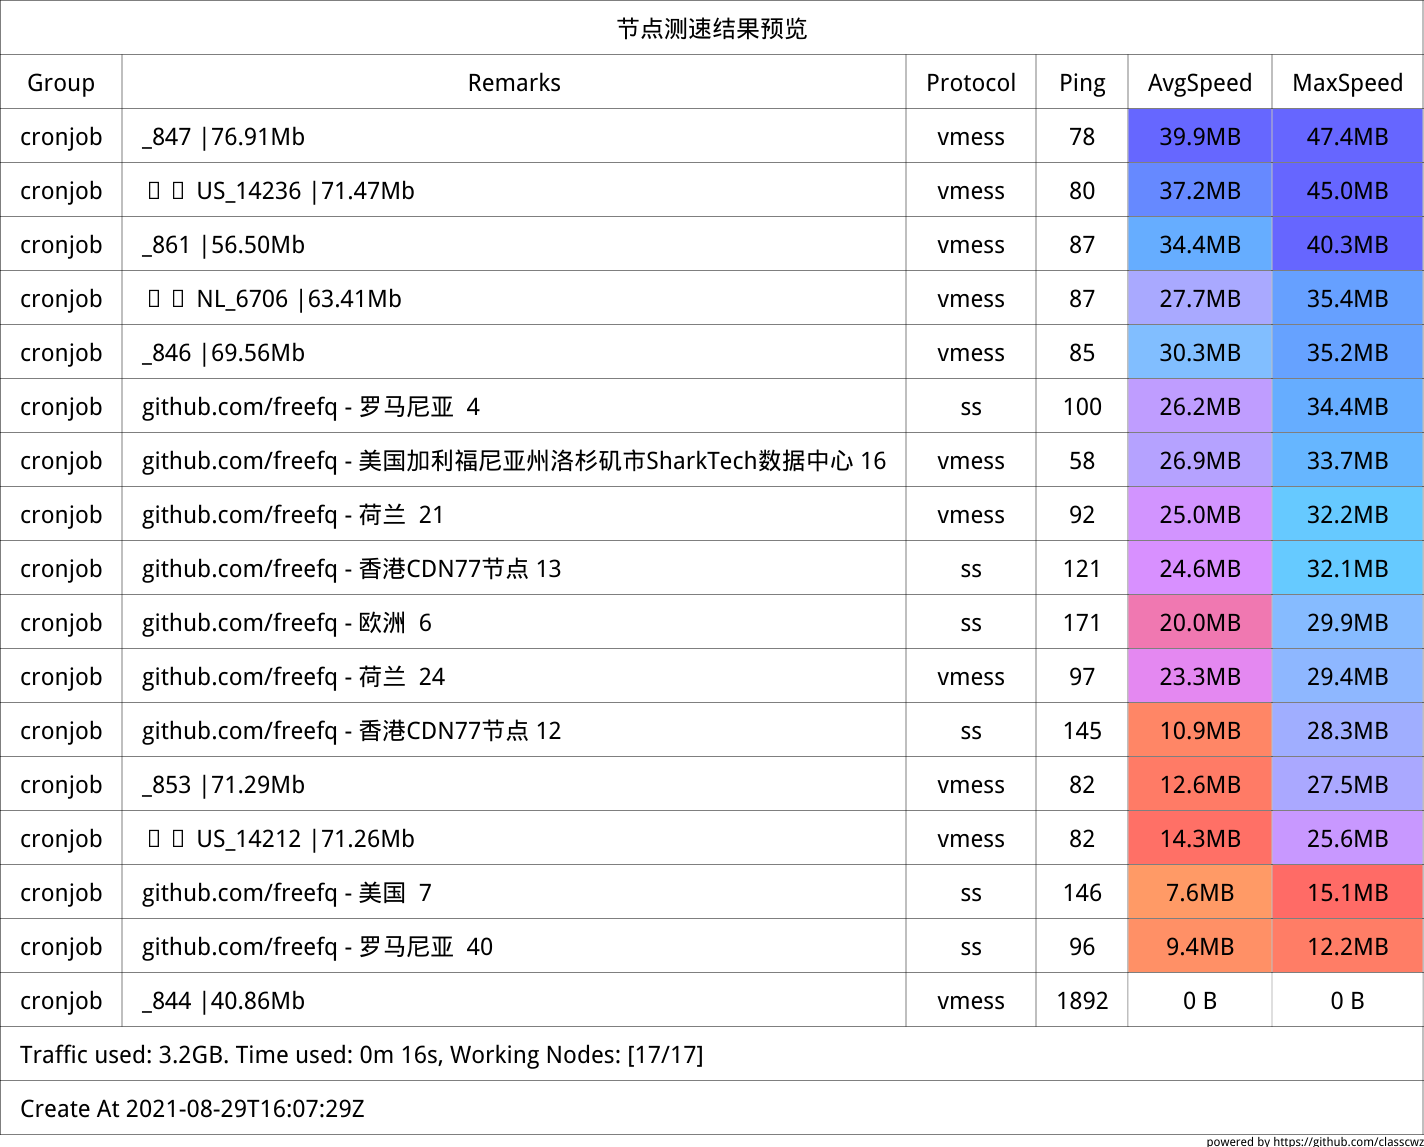 节点测速结果预览
Group Remarks Protocol Ping AvgSpeed MaxSpeed
cronjob _847 |76.91Mb vmess 78 39.9MB 47.4MB
cronjob US_14236 |71.47Mb vmess 80 37.2MB 45.0MB
cronjob _861 |56.50Mb vmess 87 34.4MB 40.3MB
cronjob NL_6706 |63.41Mb vmess 87 27.7MB 35.4MB
cronjob _846 |69.56Mb vmess 85 30.3MB 35.2MB
cronjob github.com/freefq - 罗马尼亚 4 ss 100 26.2MB 34.4MB
cronjob github.com/freefq - 美国加利福尼亚州洛杉矶市SharkTech数据中心 16 vmess 58 26.9MB 33.7MB
cronjob github.com/freefq - 荷兰 21 vmess 92 25.0MB 32.2MB
cronjob github.com/freefq - 香港CDN77节点 13 ss 121 24.6MB 32.1MB
cronjob github.com/freefq - 欧洲 6 ss 171 20.0MB 29.9MB
cronjob github.com/freefq - 荷兰 24 vmess 97 23.3MB 29.4MB
cronjob github.com/freefq - 香港CDN77节点 12 ss 145 10.9MB 28.3MB
cronjob _853 |71.29Mb vmess 82 12.6MB 27.5MB
cronjob US_14212 |71.26Mb vmess 82 14.3MB 25.6MB
cronjob github.com/freefq - 美国 7 ss 146 7.6MB 15.1MB
cronjob github.com/freefq - 罗马尼亚 40 ss 96 9.4MB 12.2MB
cronjob _844 |40.86Mb vmess 1892 0 B 0 B
Traffic used: 3.2GB. Time used: 0m 16s, Working Nodes: [17/17]
Create At 2021-08-29T16:07:29Z
powered by https://github.com/classcwz